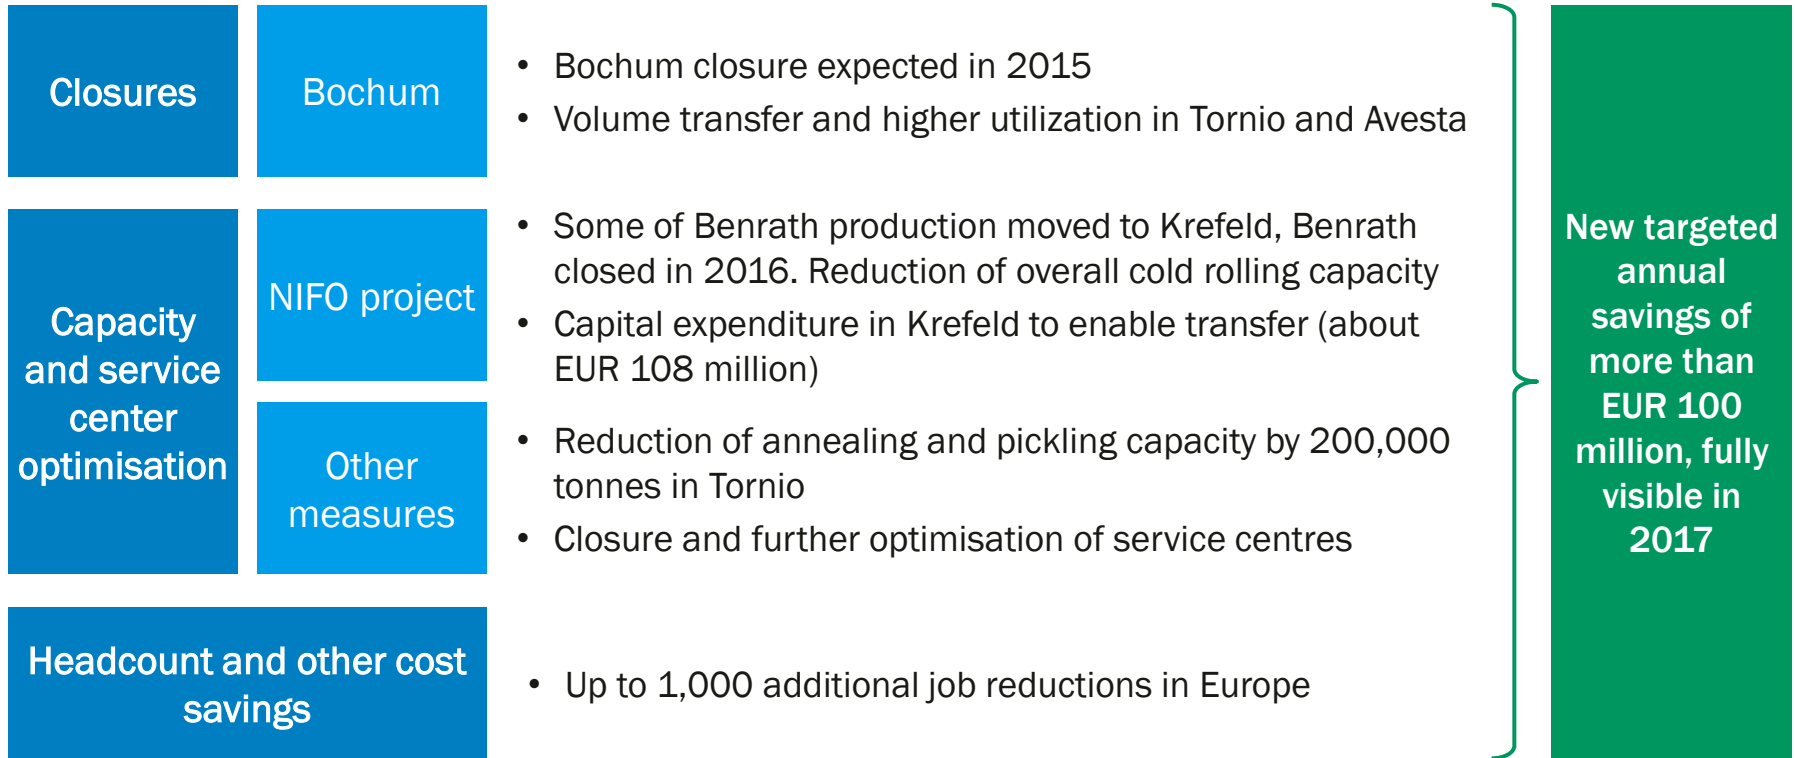 Closures
Bochum
• Bochum closure expected in 2015
• Volume transfer and higher utilization in Tornio and Avesta
Capacity
and service
center
optimisation
NIFO project
• Some of Benrath production moved to Krefeld, Benrath
closed in 2016. Reduction of overall cold rolling capacity
• Capital expenditure in Krefeld to enable transfer (about
EUR 108 million)
Other
measures
• Reduction of annealing and pickling capacity by 200,000
tonnes in Tornio
• Closure and further optimisation of service centres
Headcount and other cost
savings
• Up to 1,000 additional job reductions in Europe
New targeted
annual
savings of
more than
EUR 100
million, fully
visible in
2017